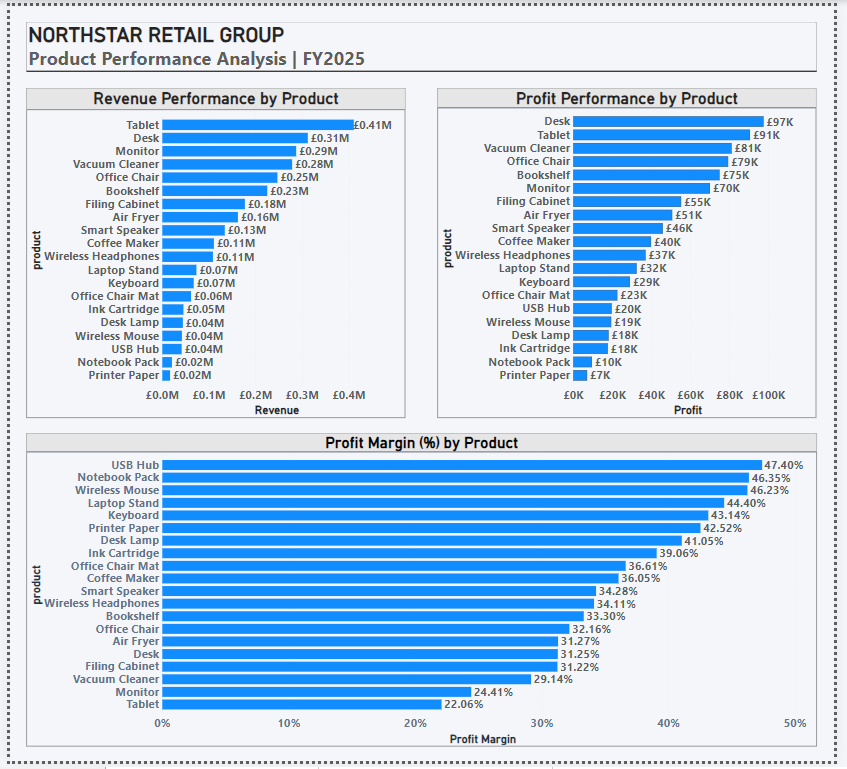 NORTHSTAR RETAIL GROUP
Product Performance Analysis | FY2025
Revenue Performance by Product
product
Tablet £0.41M
Desk £0.31M
Monitor £0.29M
Vacuum Cleaner £0.28M
Office Chair £0.25M
Bookshelf £0.23M
Filing Cabinet £0.18M
Air Fryer £0.16M
Smart Speaker £0.13M
Coffee Maker £0.11M
Wireless Headphones £0.11M
Laptop Stand £0.07M
Keyboard £0.07M
Office Chair Mat £0.06M
Ink Cartridge £0.05M
Desk Lamp £0.04M
Wireless Mouse £0.04M
USB Hub £0.04M
Notebook Pack £0.02M
Printer Paper £0.02M
£0.0M £0.1M £0.2M £0.3M £0.4M
Revenue
Profit Performance by Product
product
Desk £97K
Tablet £91K
Vacuum Cleaner £81K
Office Chair £79K
Bookshelf £75K
Monitor £70K
Filing Cabinet £55K
Air Fryer £51K
Smart Speaker £46K
Coffee Maker £40K
Wireless Headphones £37K
Laptop Stand £32K
Keyboard £29K
Office Chair Mat £23K
USB Hub £20K
Wireless Mouse £19K
Desk Lamp £18K
Ink Cartridge £18K
Notebook Pack £10K
Printer Paper £7K
£0K £20K £40K £60K £80K £100K
Profit
Profit Margin (%) by Product
product
USB Hub 47.40%
Notebook Pack 46.35%
Wireless Mouse 46.23%
Laptop Stand 44.40%
Keyboard 43.14%
Printer Paper 42.52%
Desk Lamp 41.05%
Ink Cartridge 39.06%
Office Chair Mat 36.61%
Coffee Maker 36.05%
Smart Speaker 34.28%
Wireless Headphones 34.11%
Bookshelf 33.30%
Office Chair 32.16%
Air Fryer 31.27%
Desk 31.25%
Filing Cabinet 31.22%
Vacuum Cleaner 29.14%
Monitor 24.41%
Tablet 22.06%
0% 10% 20% 30% 40% 50%
Profit Margin